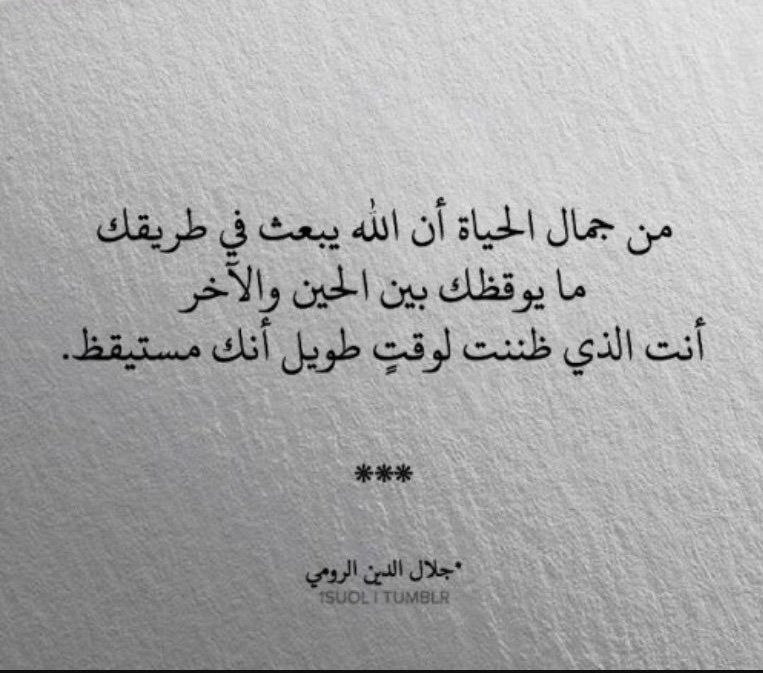 من جمال الحياة أن الله يبعث في طريقك
ما يوقظك بين الحين والآخر
أنت الذي ظننت لوقتٍ طويل أنك مستيقظ.
***
*جلال الدين الرومي
1SUOL | TUMBLR